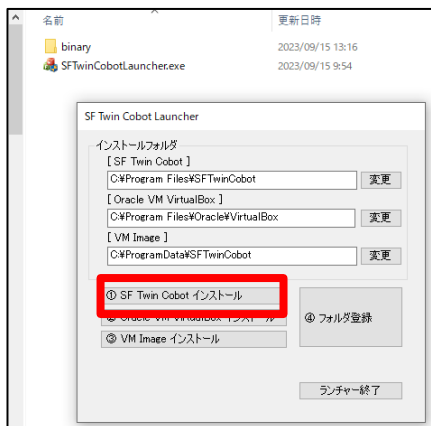 名前 更新日時
binary 2023/09/15 13:16
SFTwinCobotLauncher.exe 2023/09/15 9:54
SF Twin Cobot Launcher
インストールフォルダ
[ SF Twin Cobot ]
C:¥Program Files¥SFTwinCobot 変更
[ Oracle VM VirtualBox ]
C:¥Program Files¥Oracle¥VirtualBox 変更
[ VM Image ]
C:¥ProgramData¥SFTwinCobot 変更
① SF Twin Cobot インストール
② Oracle VM VirtualBox インストール
④ フォルダ登録
③ VM Image インストール
ランチャー終了